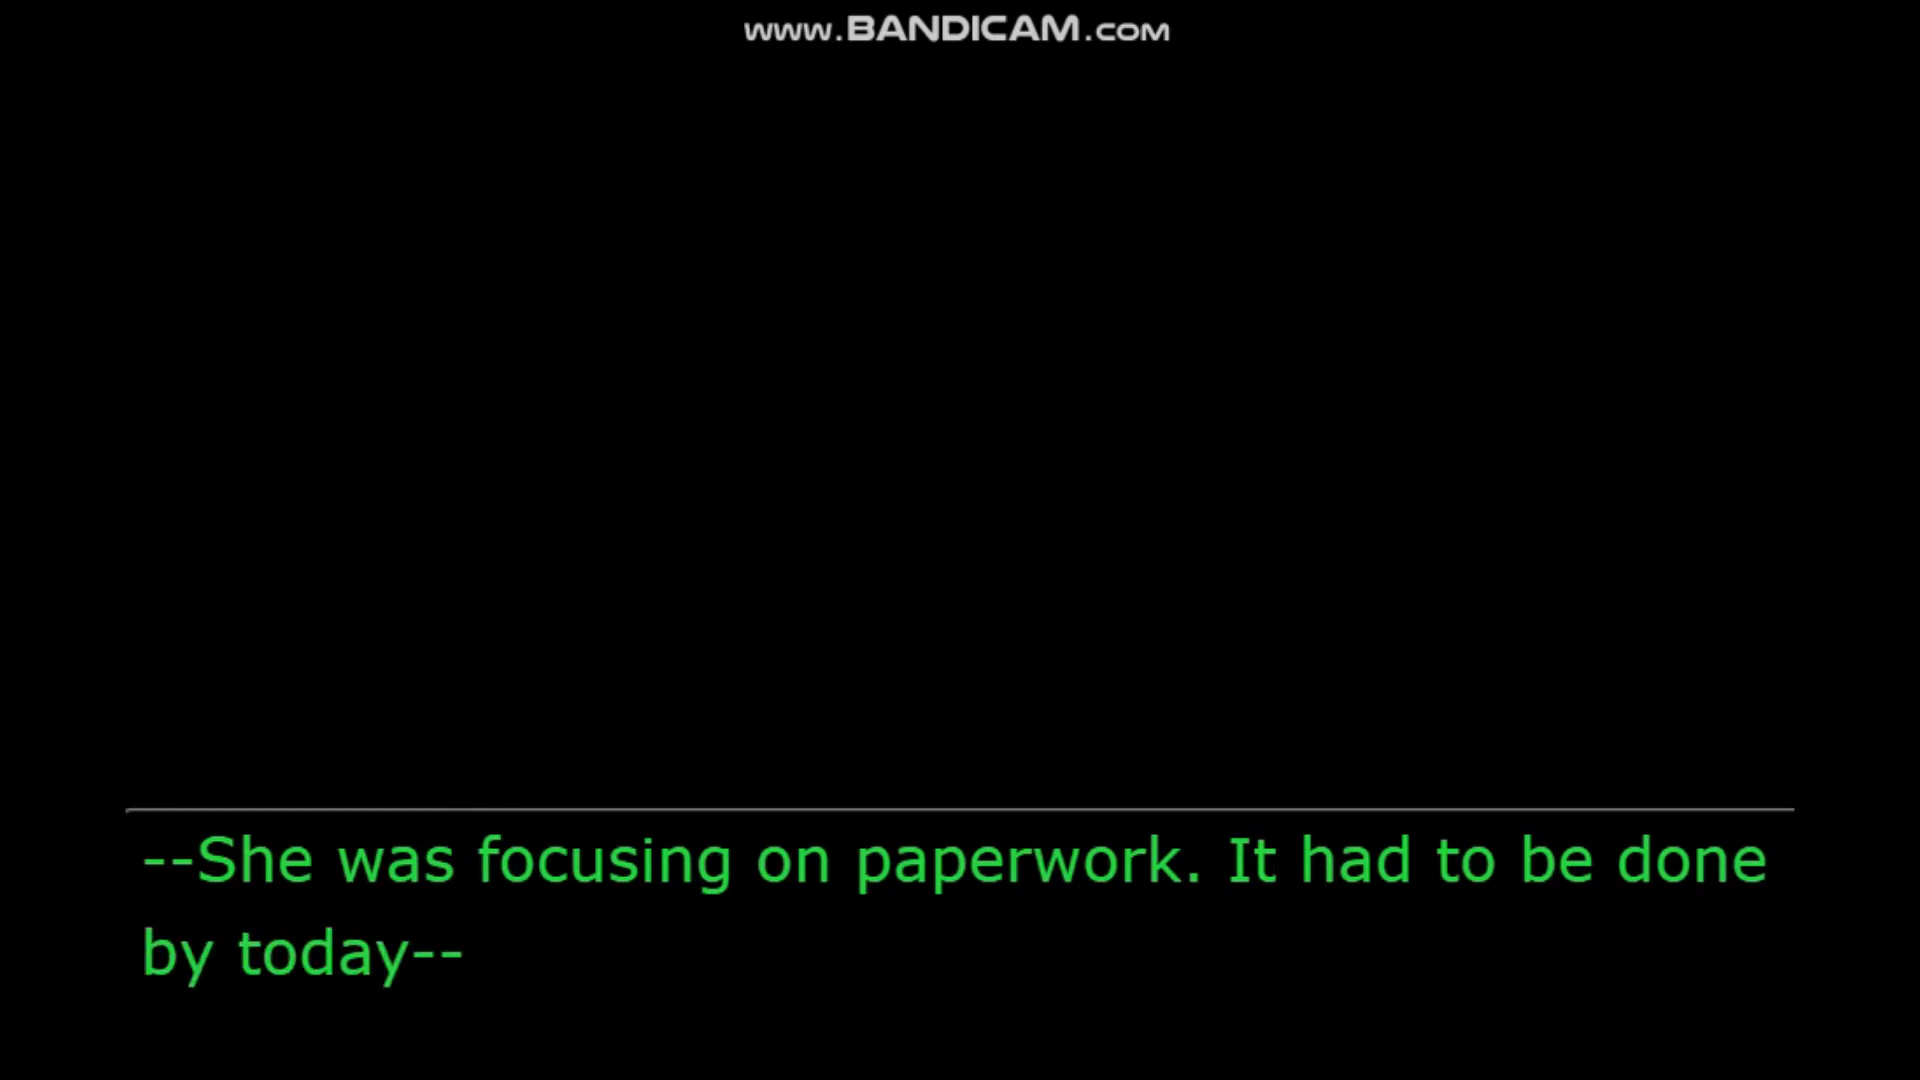 www.BANDICAM.com
--She was focusing on paperwork. It had to be done
by today--